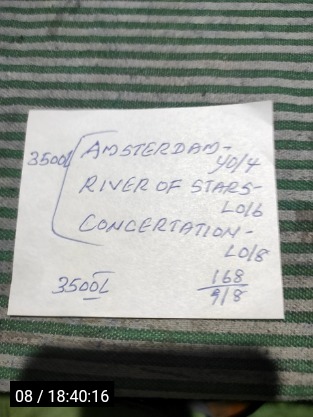 3500L
AMSTERDAM-
YO/4
RIVER OF STARS-
LO/6
CONCERTATION-
LO/8
3500L
168
9/8
08 / 18:40:16